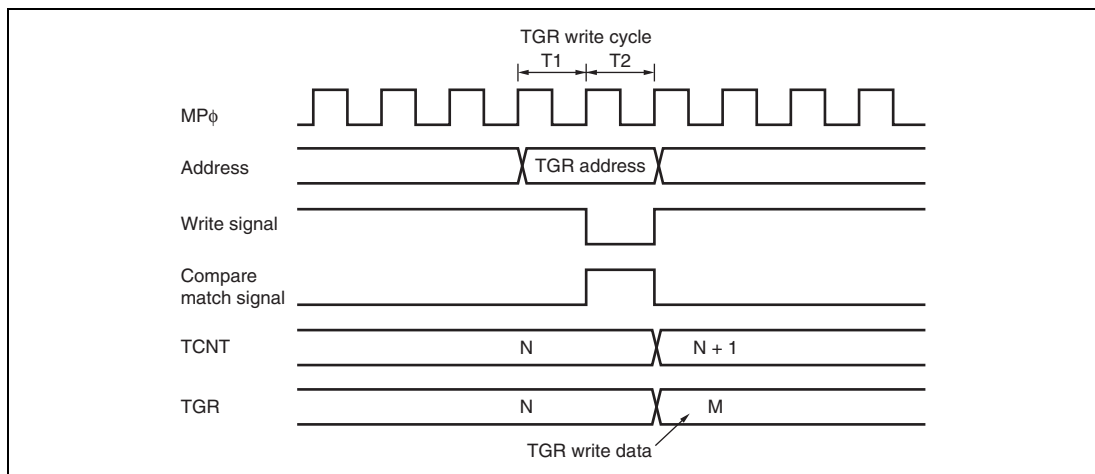 TGR write cycle
T1 T2
MPϕ
Address TGR address
Write signal
Compare
match signal
TCNT N N + 1
TGR N M
TGR write data